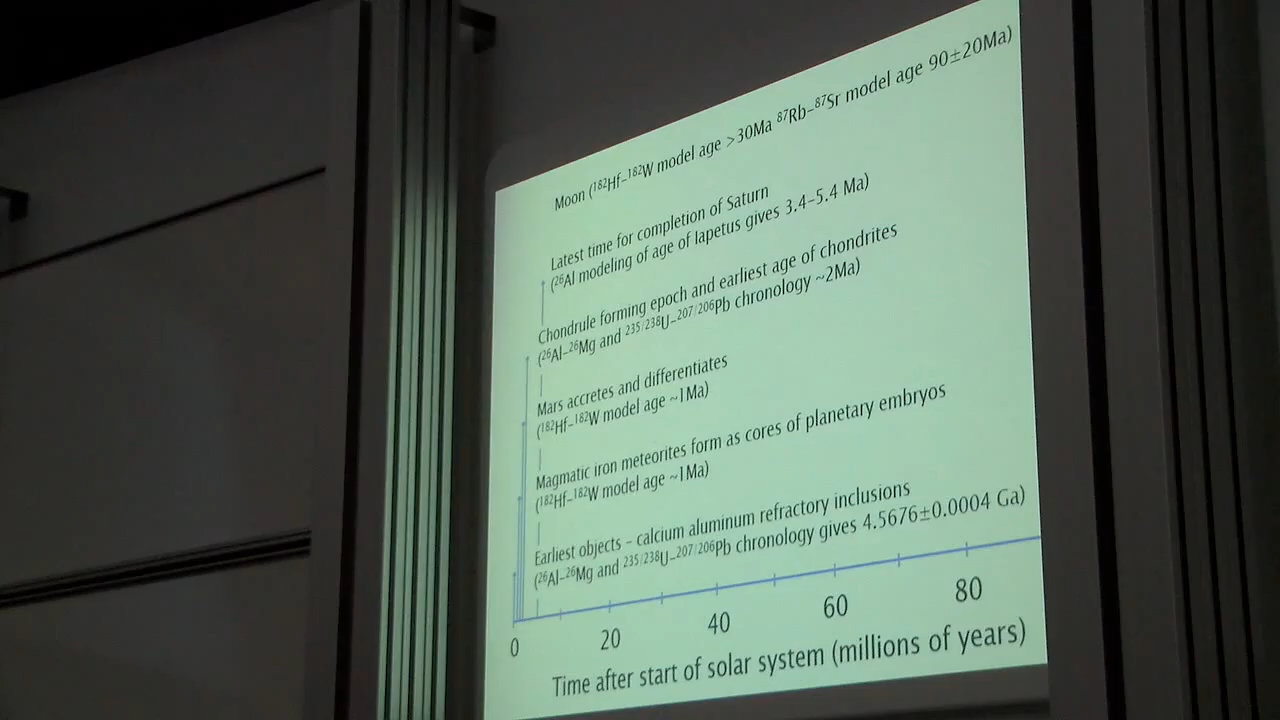 Moon (¹⁸²Hf–¹⁸²W model age >30Ma ⁸⁷Rb–⁸⁷Sr model age 90±20Ma)
Latest time for completion of Saturn
(²⁶Al modeling of age of Iapetus gives 3.4–5.4 Ma)
Chondrule forming epoch and earliest age of chondrites
(²⁶Al–²⁶Mg and ²³⁵/²³⁸U–²⁰⁷/²⁰⁶Pb chronology ~2Ma)
Mars accretes and differentiates
(¹⁸²Hf–¹⁸²W model age ~1Ma)
Magmatic iron meteorites form as cores of planetary embryos
(¹⁸²Hf–¹⁸²W model age ~1Ma)
Earliest objects – calcium aluminum refractory inclusions
(²⁶Al–²⁶Mg and ²³⁵/²³⁸U–²⁰⁷/²⁰⁶Pb chronology gives 4.5676±0.0004 Ga)
0 20 40 60 80
Time after start of solar system (millions of years)